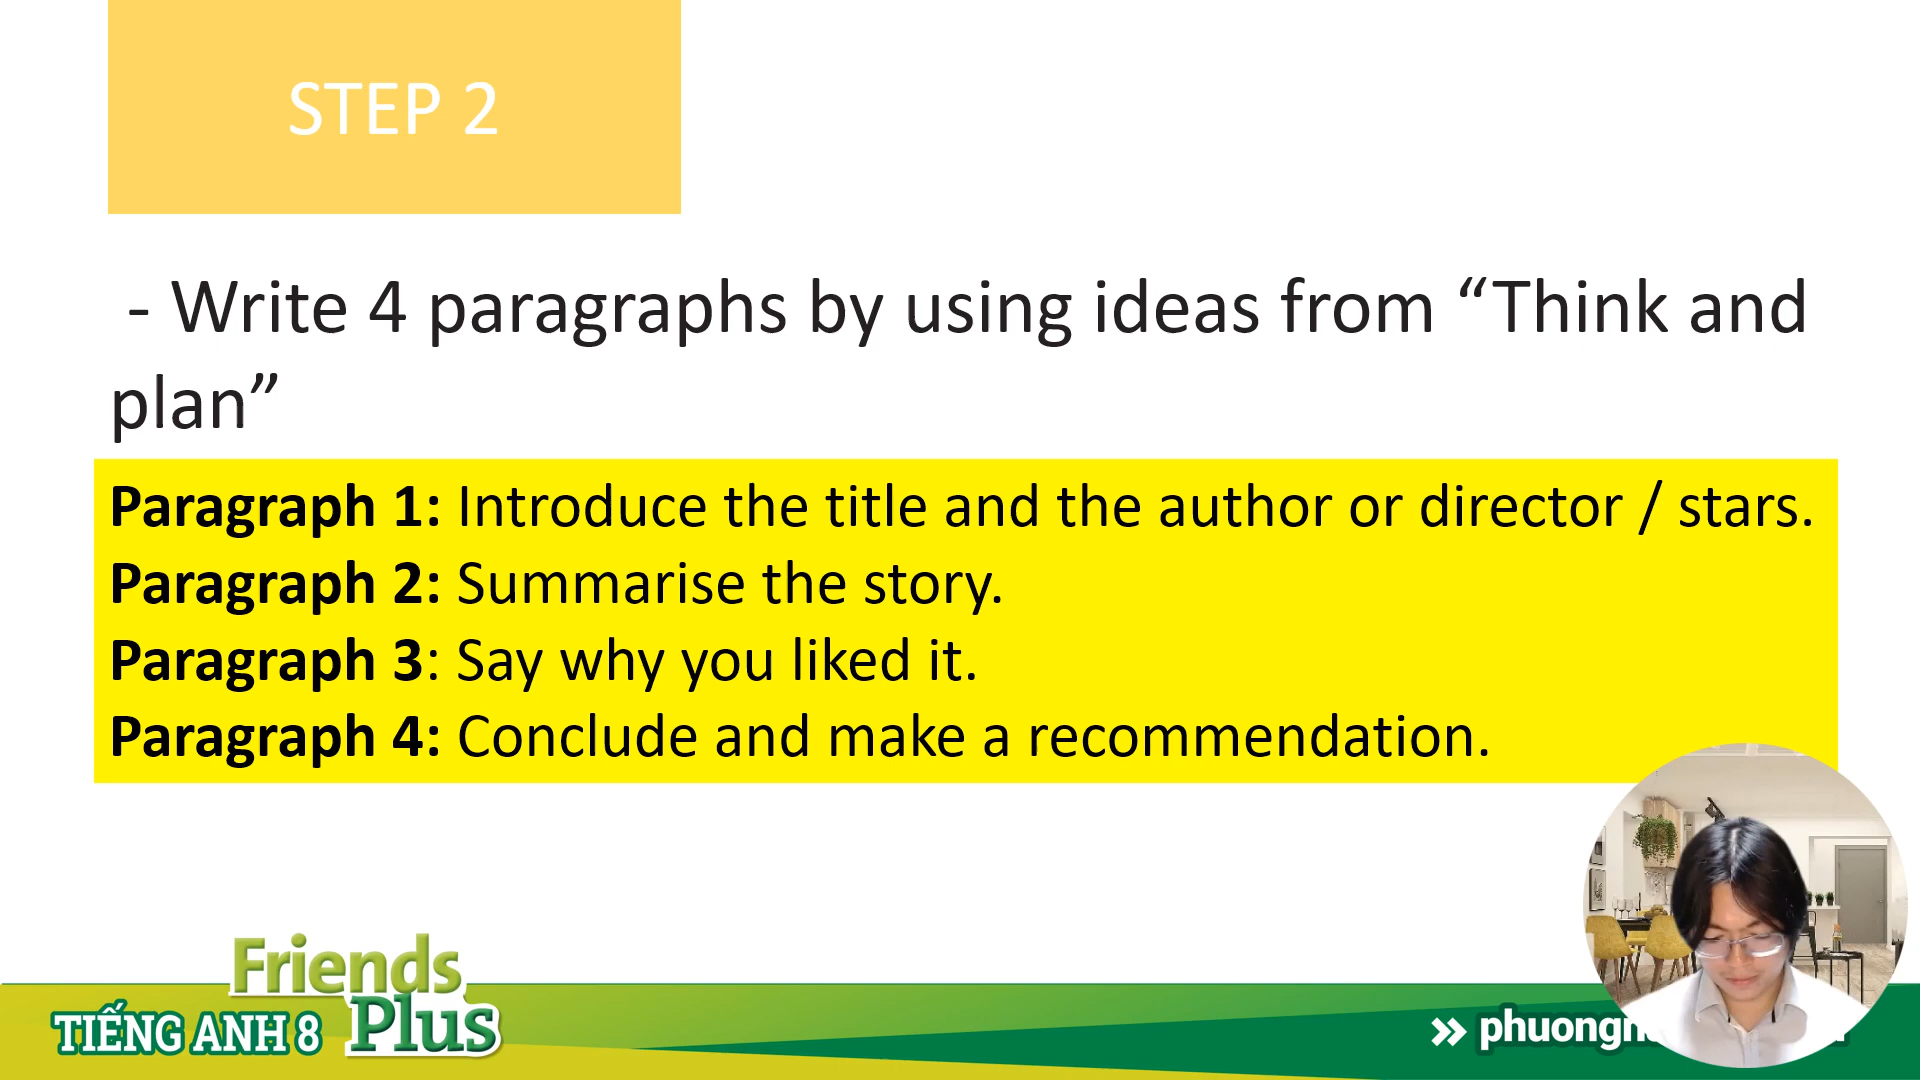 STEP 2
- Write 4 paragraphs by using ideas from “Think and
plan”
Paragraph 1: Introduce the title and the author or director / stars.
Paragraph 2: Summarise the story.
Paragraph 3: Say why you liked it.
Paragraph 4: Conclude and make a recommendation.
Friends
Plus
TIẾNG ANH 8